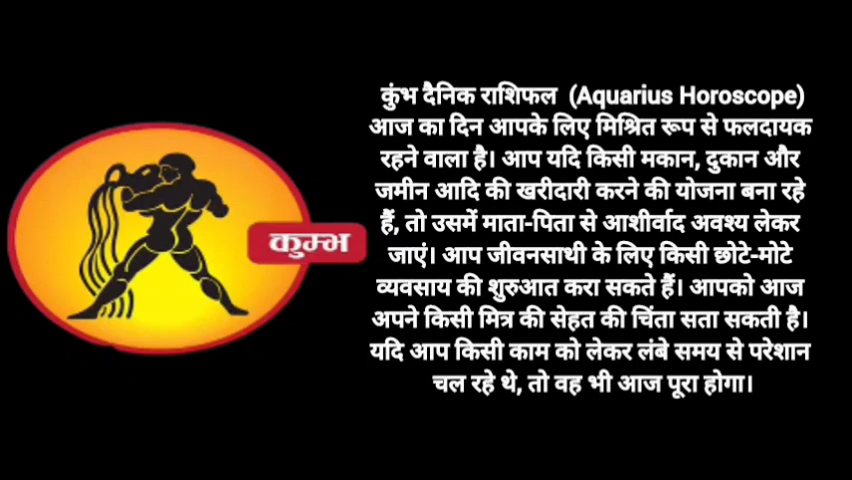 कुम्भ
कुंभ दैनिक राशिफल (Aquarius Horoscope)
आज का दिन आपके लिए मिश्रित रूप से फलदायक
रहने वाला है। आप यदि किसी मकान, दुकान और
जमीन आदि की खरीदारी करने की योजना बना रहे
हैं, तो उसमें माता-पिता से आशीर्वाद अवश्य लेकर
जाएं। आप जीवनसाथी के लिए किसी छोटे-मोटे
व्यवसाय की शुरुआत करा सकते हैं। आपको आज
अपने किसी मित्र की सेहत की चिंता सता सकती है।
यदि आप किसी काम को लेकर लंबे समय से परेशान
चल रहे थे, तो वह भी आज पूरा होगा।